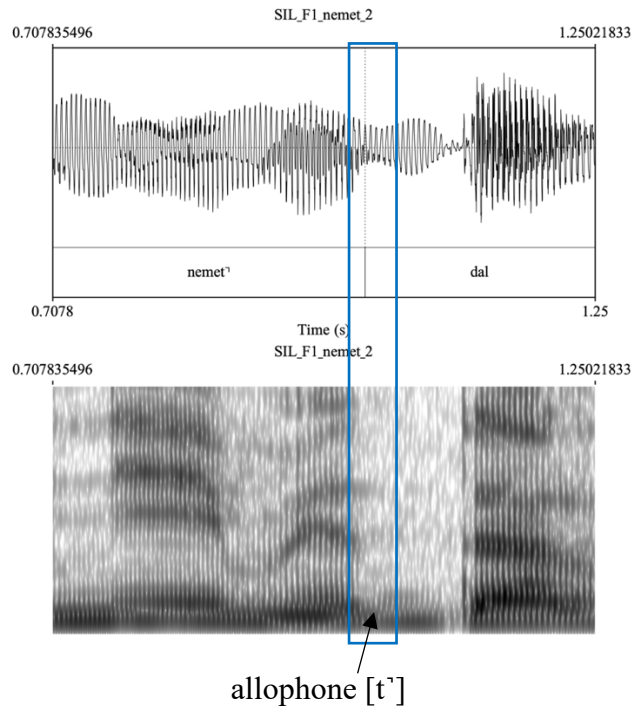 SIL_F1_nemet_2
0.707835496 1.25021833
nemet̚ dal
0.7078 1.25
Time (s)
SIL_F1_nemet_2
0.707835496 1.25021833
allophone [t̚]